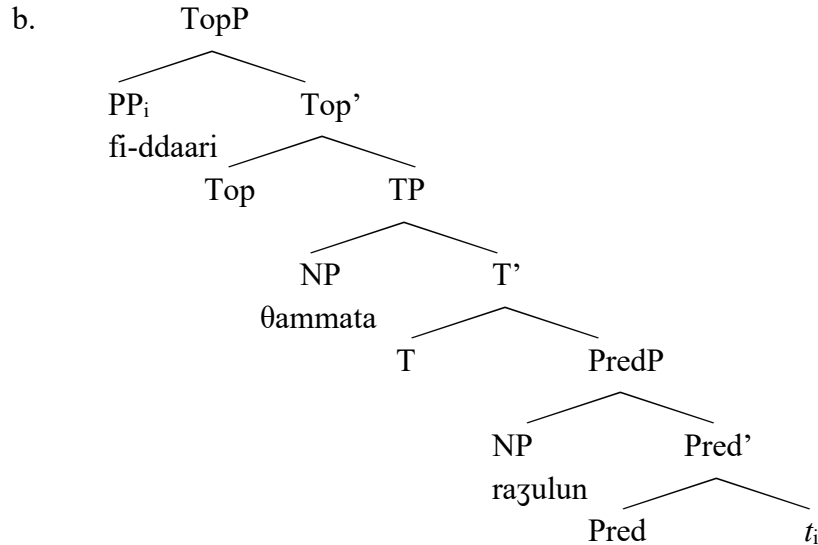 b. TopP
PPᵢ Top’
fi-ddaari
Top TP
NP T’
θammata
T PredP
NP Pred’
raʒulun
Pred tᵢ